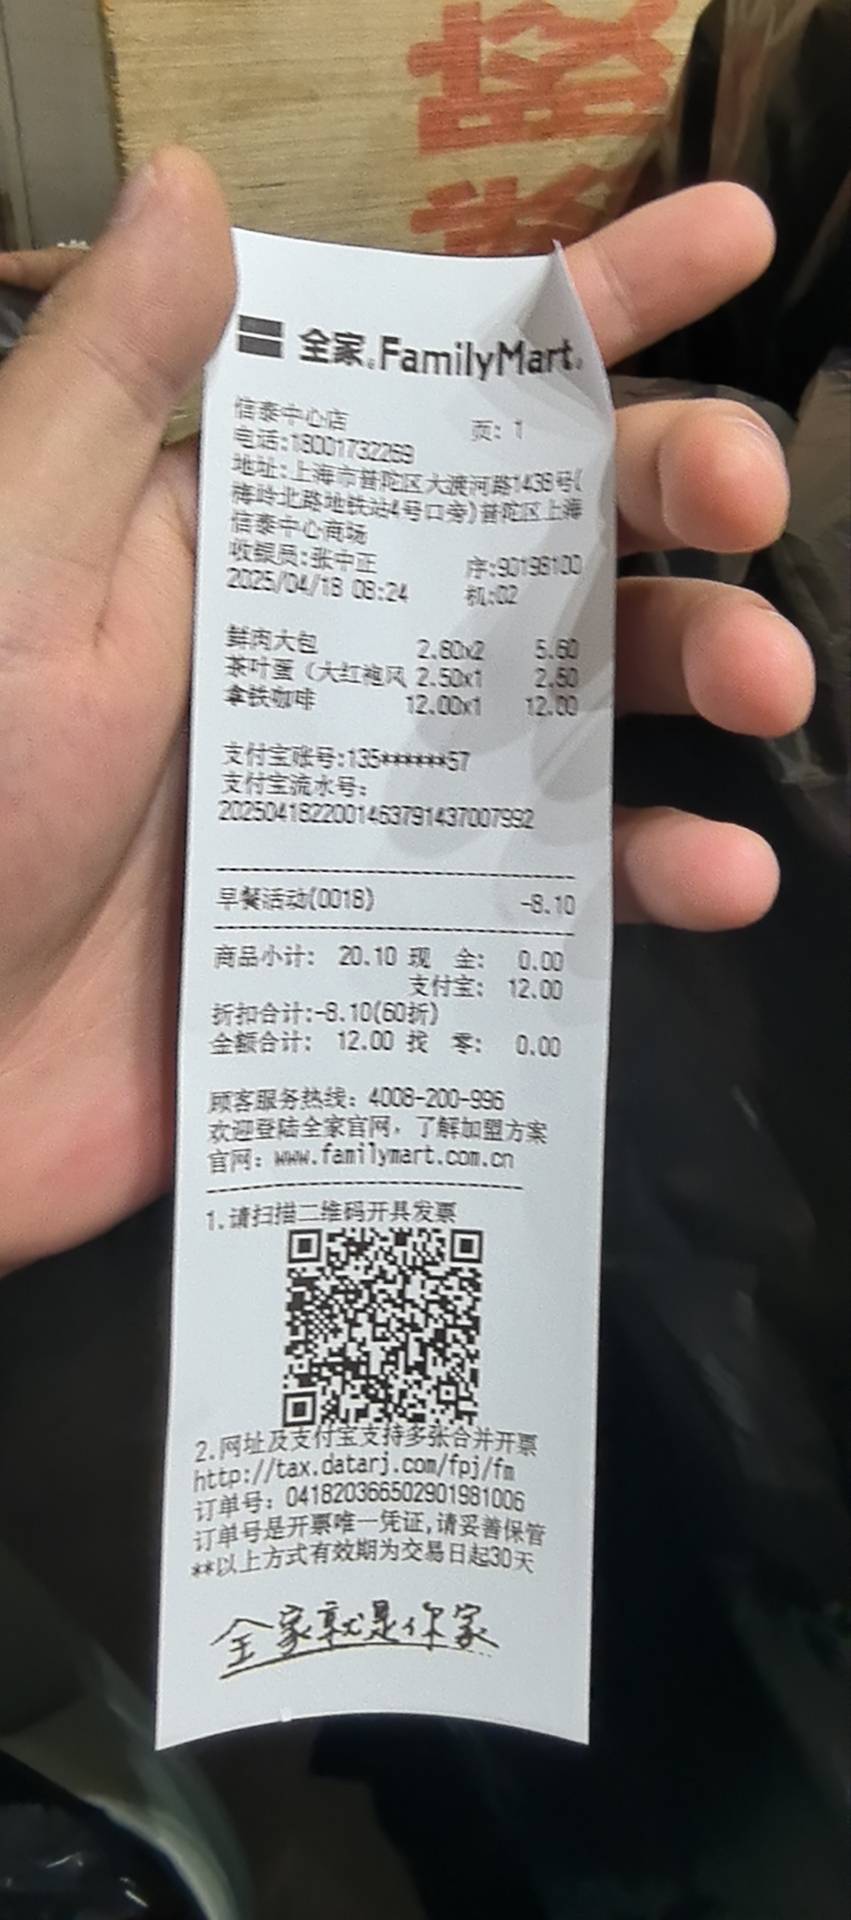 全家 FamilyMart
信泰中心店 页: 1
电话:18001732269
地址:上海市普陀区大渡河路1438号(
梅岭北路地铁站4号口旁)普陀区上海
信泰中心商场
收银员:张中正 序:90198100
2025/04/18 08:24 机:02
鲜肉大包 2.80x2 5.60
茶叶蛋(大红袍风 2.50x1 2.50
拿铁咖啡 12.00x1 12.00
支付宝账号:135******57
支付宝流水号:
2025041822001463791437007992
早餐活动(0018) -8.10
商品小计: 20.10 现 金: 0.00
支付宝: 12.00
折扣合计:-8.10(60折)
金额合计: 12.00 找 零: 0.00
顾客服务热线: 4008-200-996
欢迎登陆全家官网,了解加盟方案
官网: www.familymart.com.cn
1.请扫描二维码开具发票
2.网址及支付宝支持多张合并开票
http://tax.datarj.com/fpj/fm
订单号: 041820366502901981006
订单号是开票唯一凭证,请妥善保管
**以上方式有效期为交易日起30天
全家就是你家